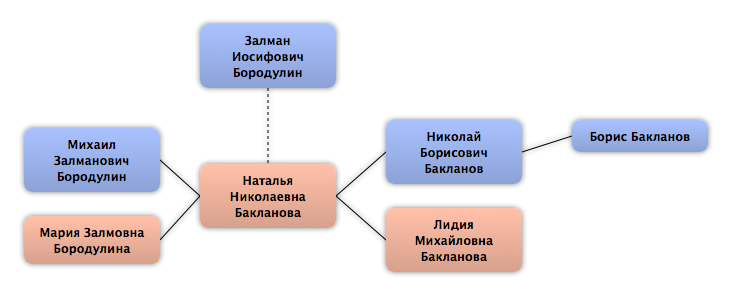 Залман
Иосифович
Бородулин
Михаил
Залманович
Бородулин
Мария Залмовна
Бородулина
Наталья
Николаевна
Бакланова
Николай
Борисович
Бакланов
Лидия
Михайловна
Бакланова
Борис Бакланов